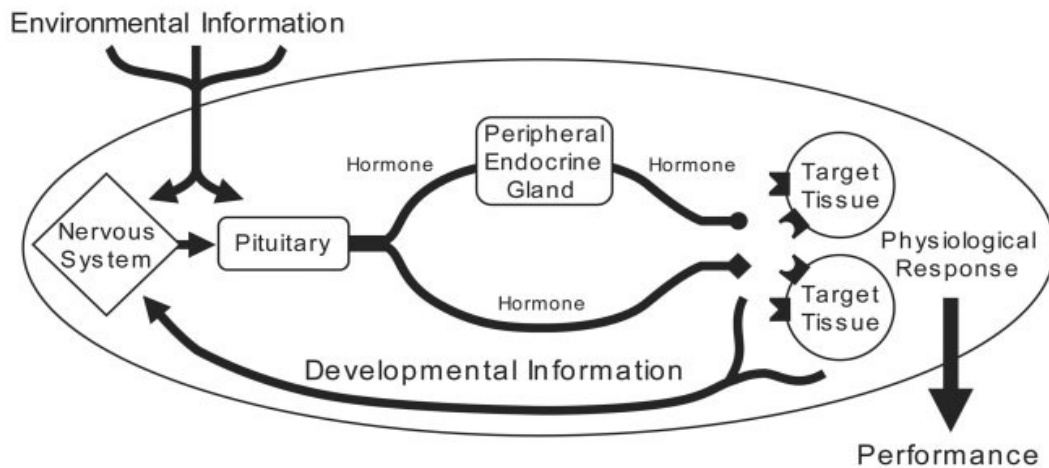 Environmental Information
Peripheral
Endocrine
Gland
Hormone
Hormone
Target
Tissue
Nervous
System
Pituitary
Physiological
Response
Target
Tissue
Hormone
Developmental Information
Performance